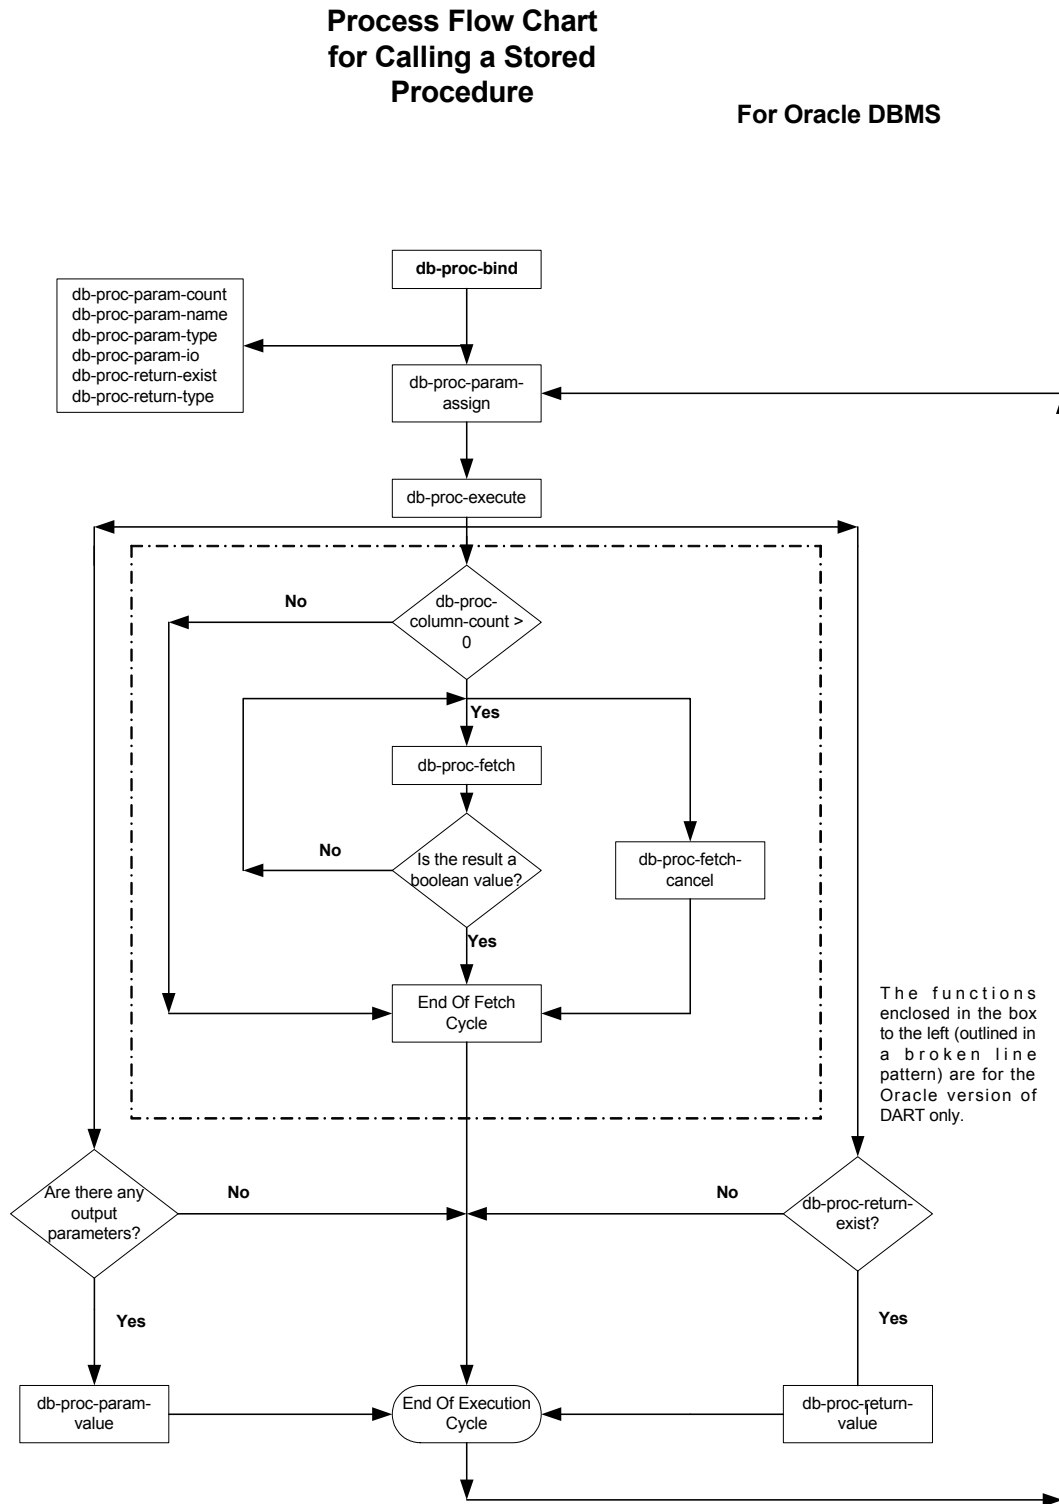 Process Flow Chart
for Calling a Stored
Procedure
For Oracle DBMS
db-proc-bind
db-proc-param-count
db-proc-param-name
db-proc-param-type
db-proc-param-io
db-proc-return-exist
db-proc-return-type
db-proc-param-
assign
db-proc-execute
No
db-proc-
column-count >
0
Yes
db-proc-fetch
No
Is the result a
boolean value?
db-proc-fetch-
cancel
Yes
End Of Fetch
Cycle
The functions
enclosed in the box
to the left (outlined in
a broken line
pattern) are for the
Oracle version of
DART only.
Are there any
output
parameters?
No
No
db-proc-return-
exist?
Yes
Yes
db-proc-param-
value
End Of Execution
Cycle
db-proc-return-
value